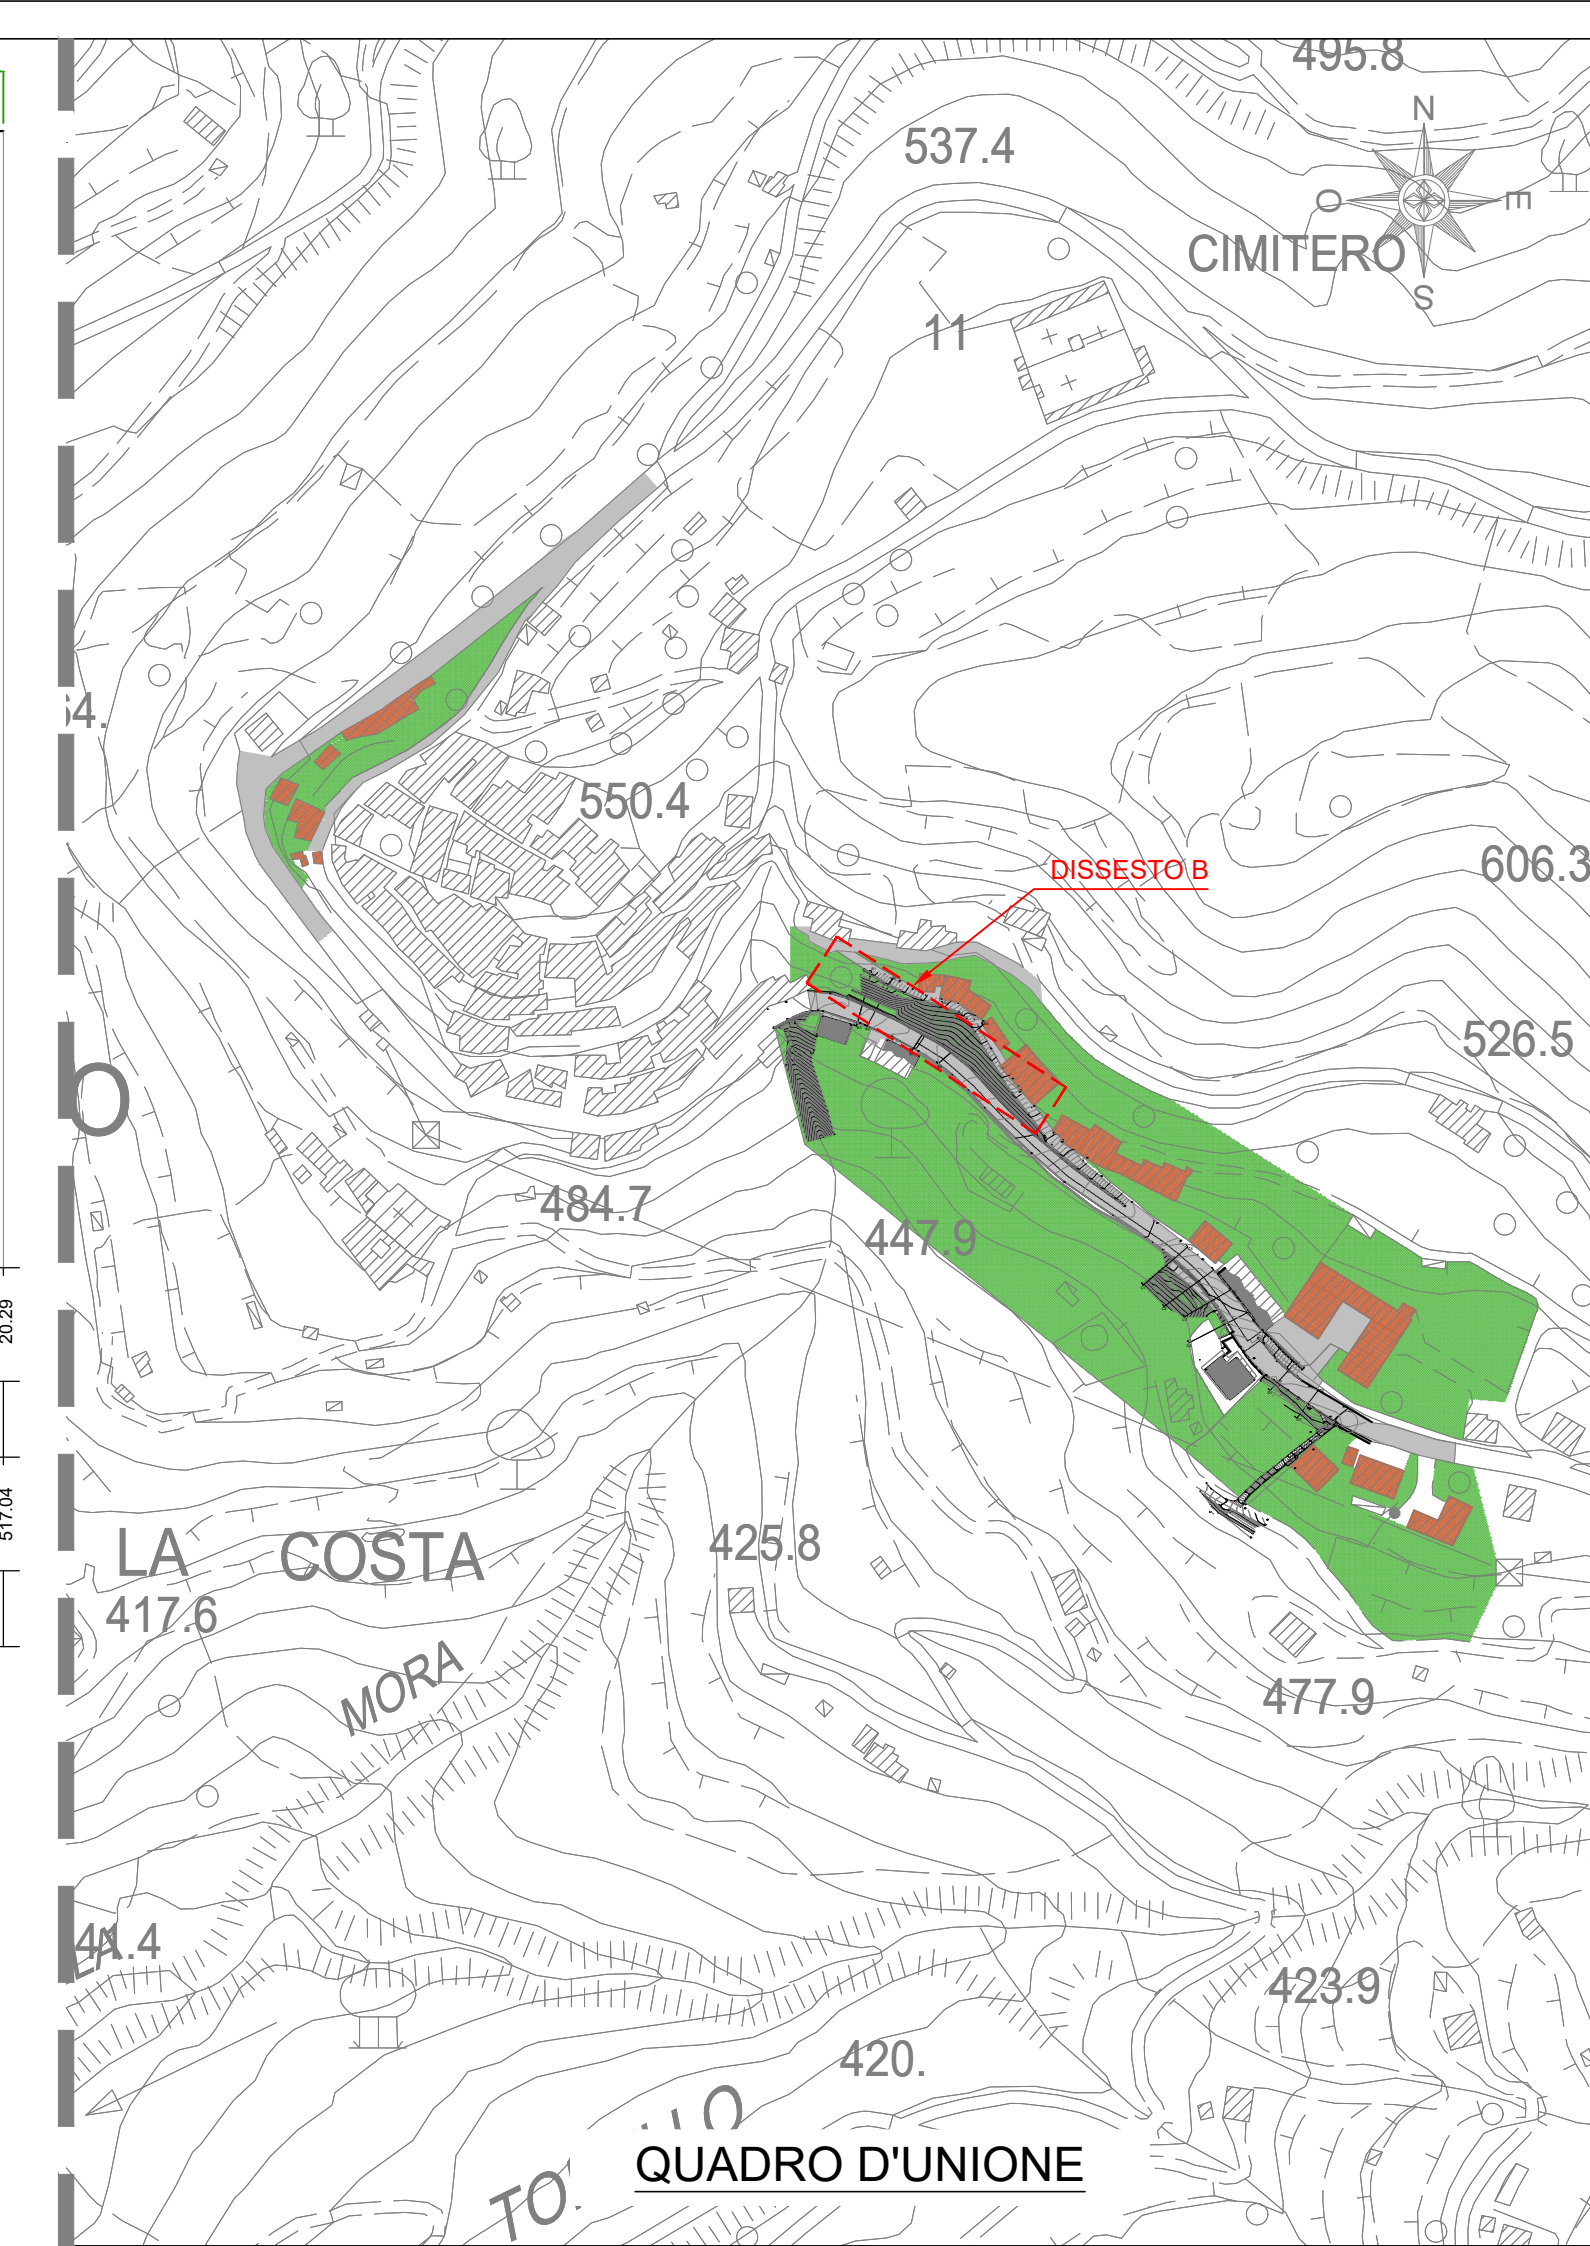 495.8
N
537.4
O
E
CIMITERO
S
11
550.4
DISSESTO B
606.3
526.5
O
484.7
447.9
20.29
517.04
LA COSTA
425.8
417.6
MORA
477.9
LA
423.9
420.
QUADRO D'UNIONE